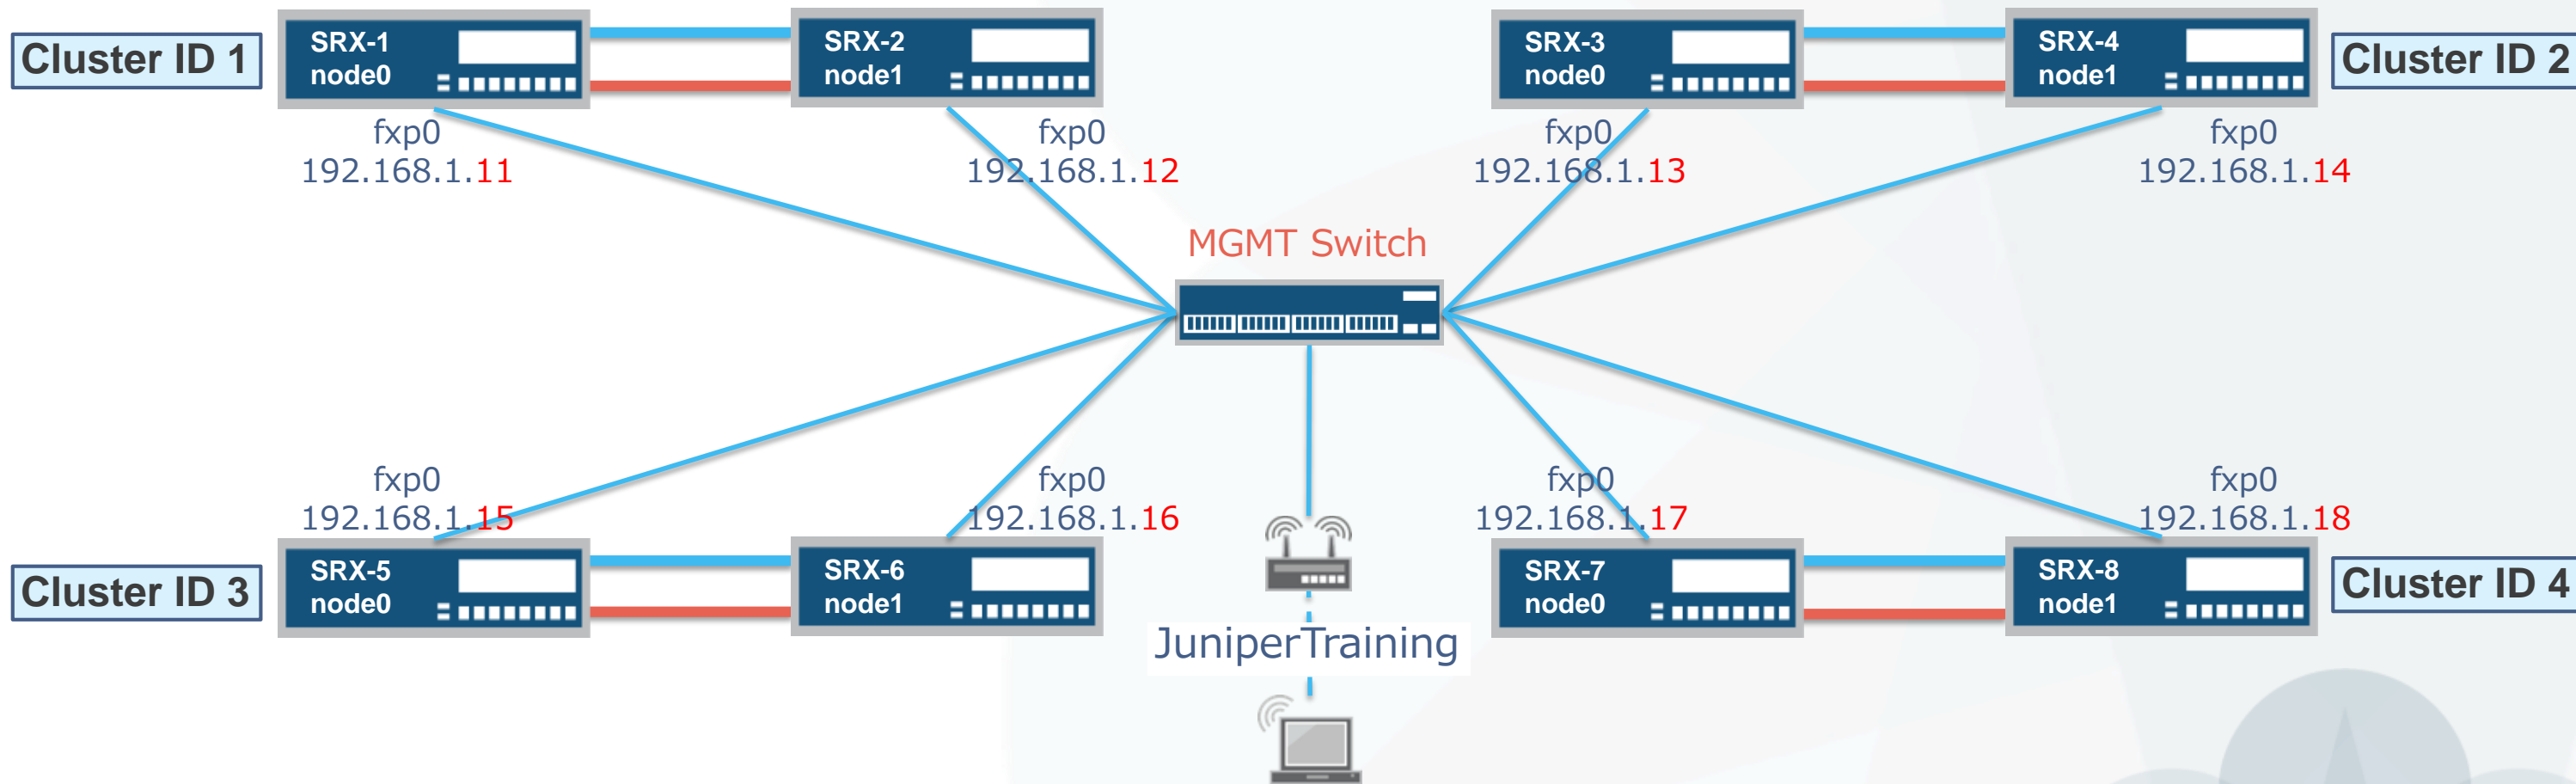 Cluster ID 1
SRX-1
node0
SRX-2
node1
SRX-3
node0
SRX-4
node1
Cluster ID 2
fxp0
192.168.1.11
fxp0
192.168.1.12
fxp0
192.168.1.13
fxp0
192.168.1.14
MGMT Switch
fxp0
192.168.1.15
fxp0
192.168.1.16
fxp0
192.168.1.17
fxp0
192.168.1.18
Cluster ID 3
SRX-5
node0
SRX-6
node1
SRX-7
node0
SRX-8
node1
Cluster ID 4
JuniperTraining